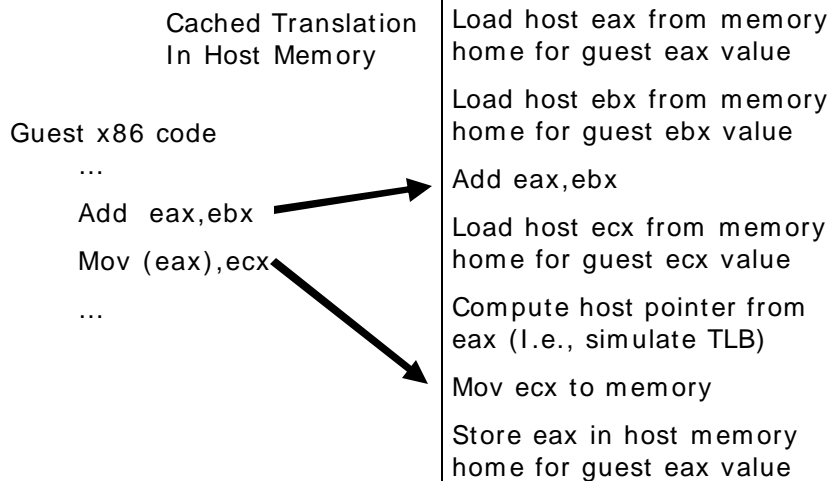 Cached Translation
In Host Memory
Guest x86 code
…
Add eax,ebx
Mov (eax),ecx
…
Load host eax from memory
home for guest eax value
Load host ebx from memory
home for guest ebx value
Add eax,ebx
Load host ecx from memory
home for guest ecx value
Compute host pointer from
eax (I.e., simulate TLB)
Mov ecx to memory
Store eax in host memory
home for guest eax value